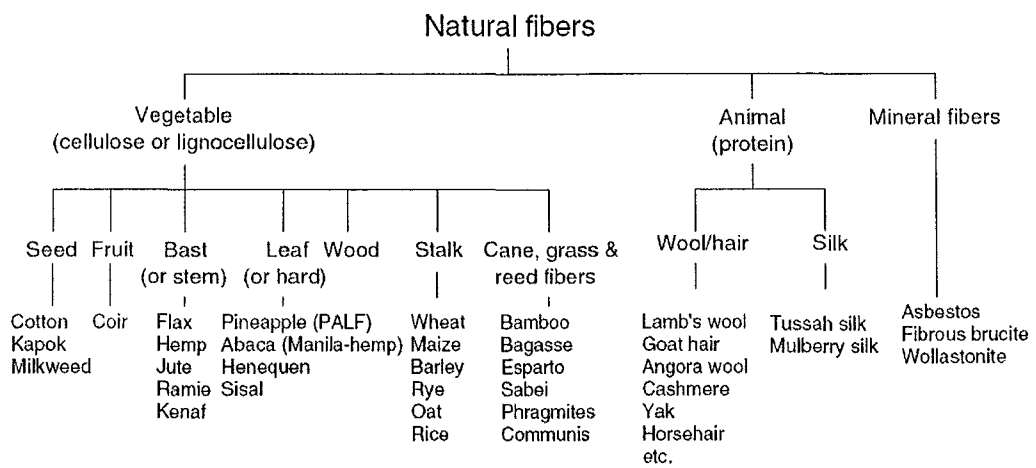 Natural fibers
Vegetable
(cellulose or lignocellulose)
Animal
(protein)
Mineral fibers
Seed
Fruit
Bast
(or stem)
Leaf
(or hard)
Wood
Stalk
Cane, grass &
reed fibers
Wool/hair
Silk
Cotton
Kapok
Milkweed
Coir
Flax
Hemp
Jute
Ramie
Kenaf
Pineapple (PALF)
Abaca (Manila-hemp)
Henequen
Sisal
Wheat
Maize
Barley
Rye
Oat
Rice
Bamboo
Bagasse
Esparto
Sabei
Phragmites
Communis
Lamb's wool
Goat hair
Angora wool
Cashmere
Yak
Horsehair
etc.
Tussah silk
Mulberry silk
Asbestos
Fibrous brucite
Wollastonite